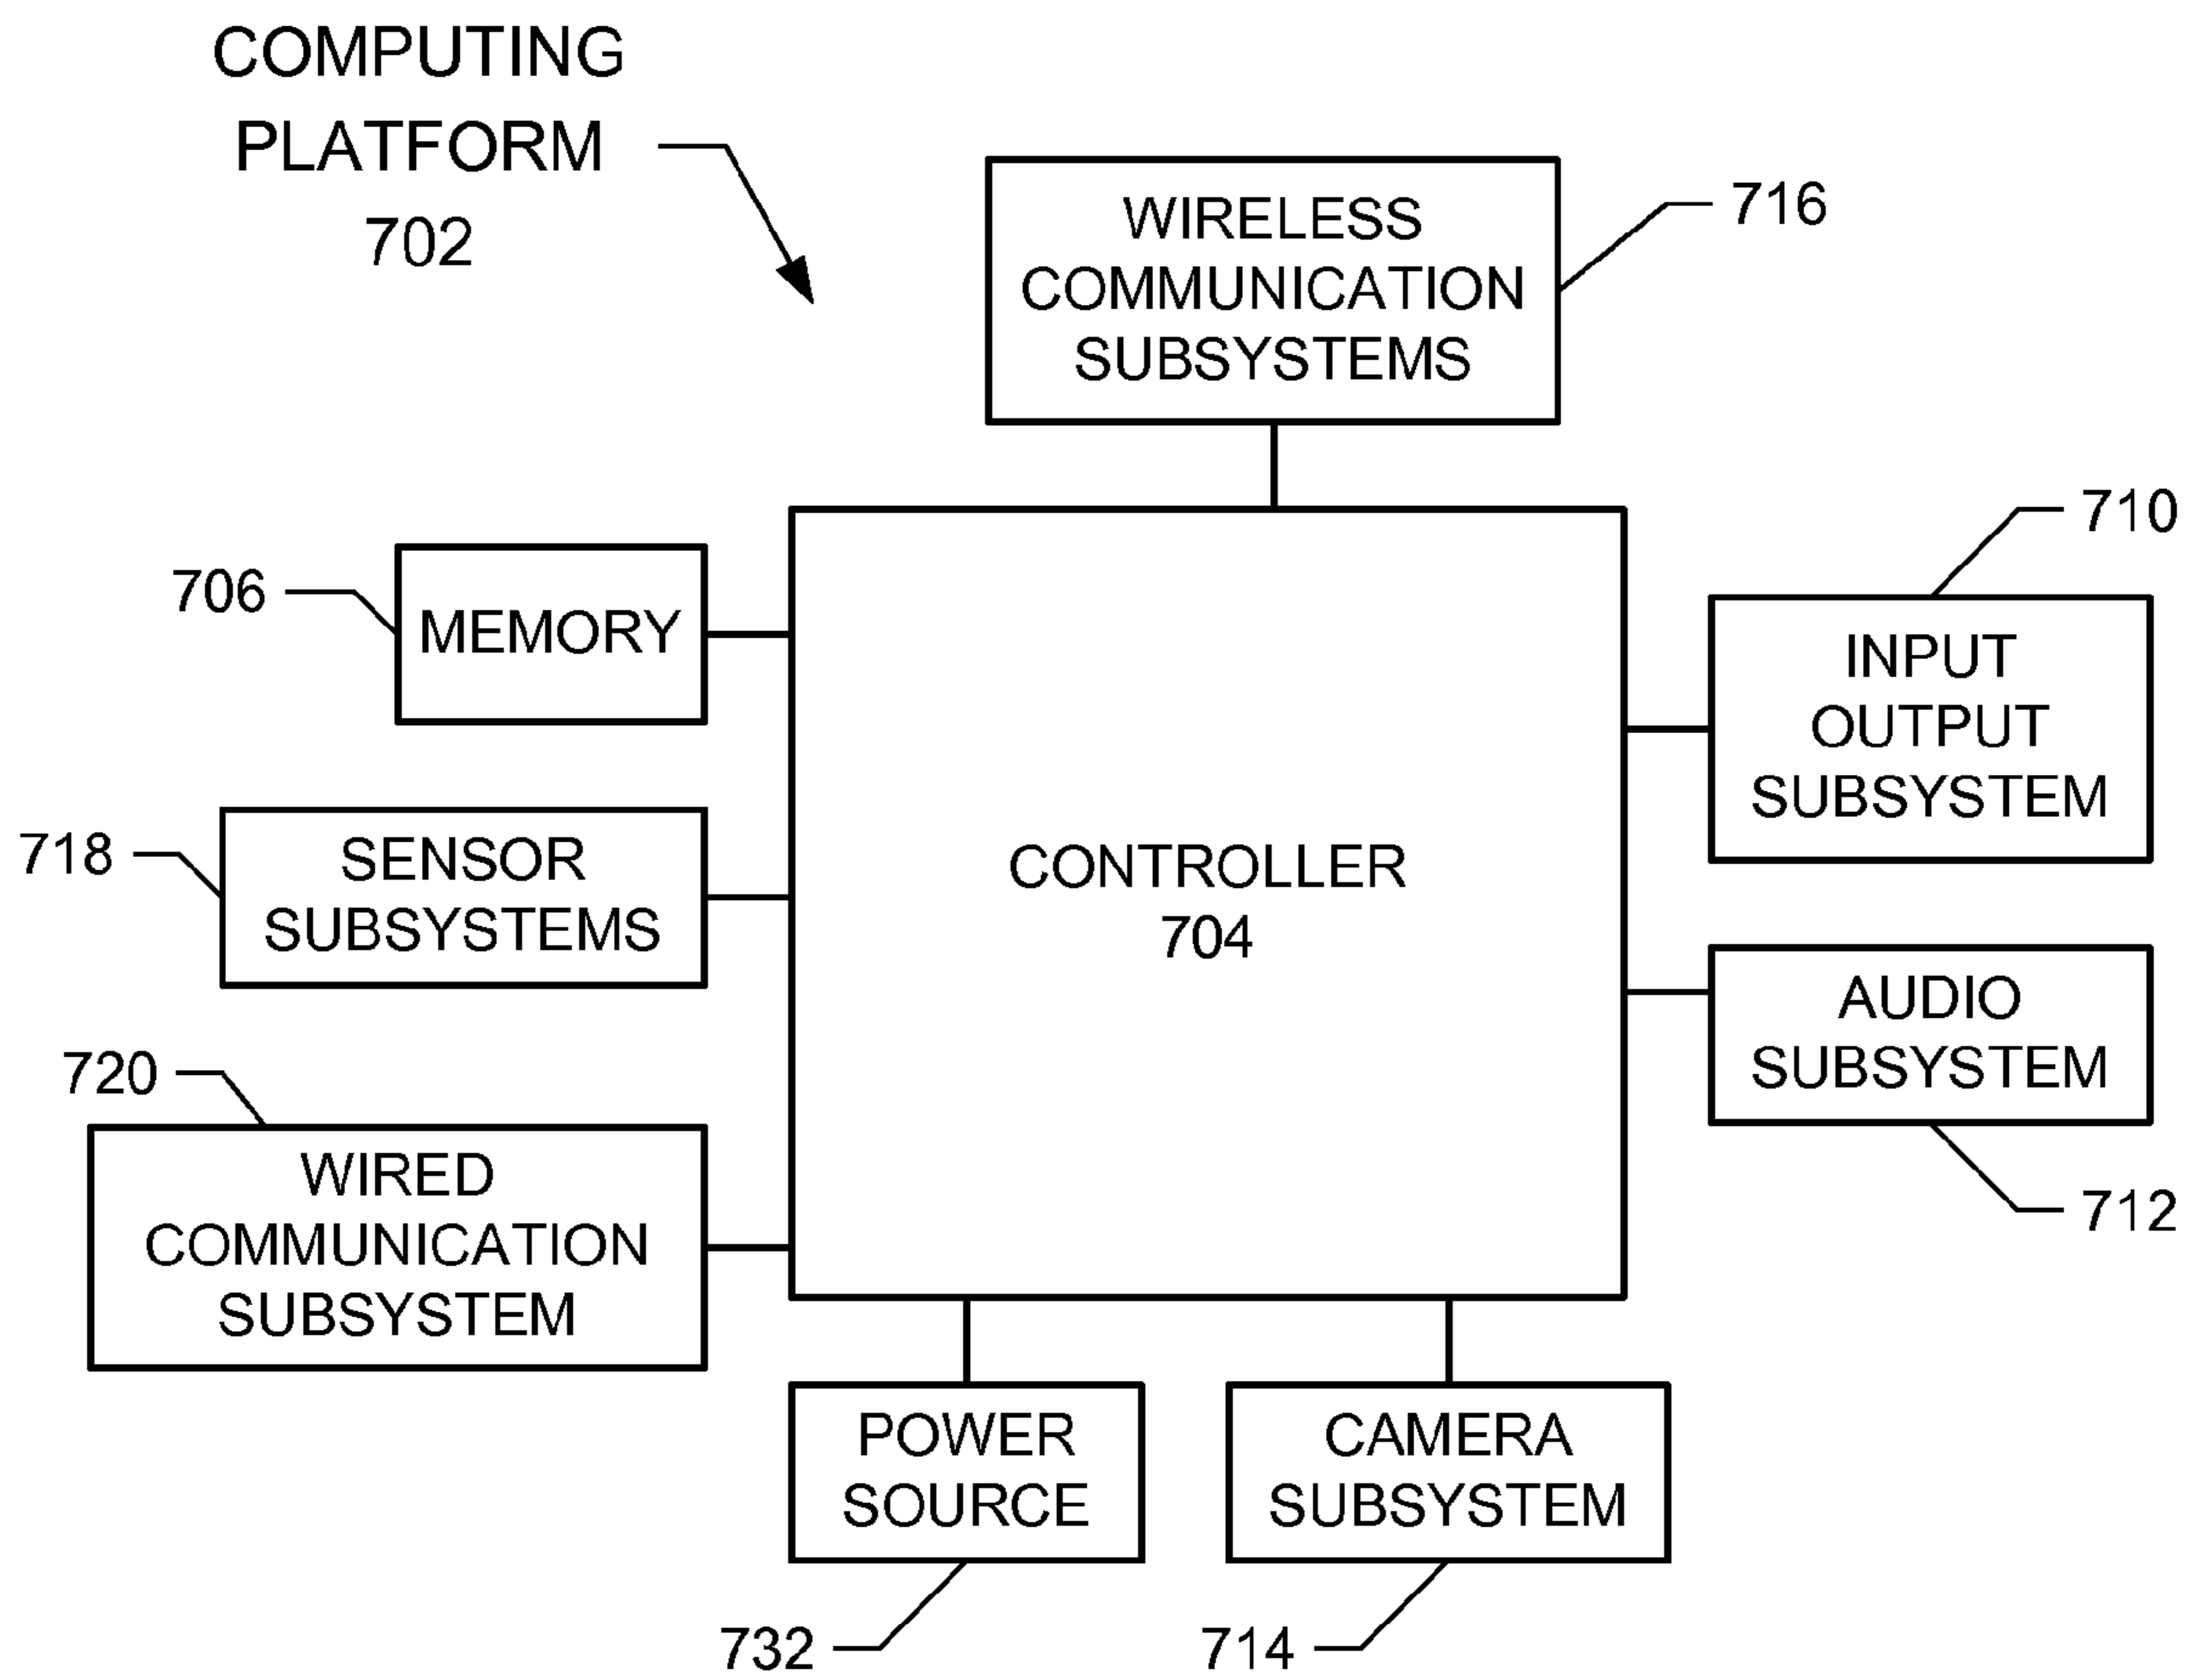 COMPUTING
PLATFORM
702
WIRELESS
COMMUNICATION
SUBSYSTEMS
716
710
706
MEMORY
INPUT
OUTPUT
SUBSYSTEM
718
SENSOR
SUBSYSTEMS
CONTROLLER
704
AUDIO
SUBSYSTEM
712
720
WIRED
COMMUNICATION
SUBSYSTEM
POWER
SOURCE
732
CAMERA
SUBSYSTEM
714